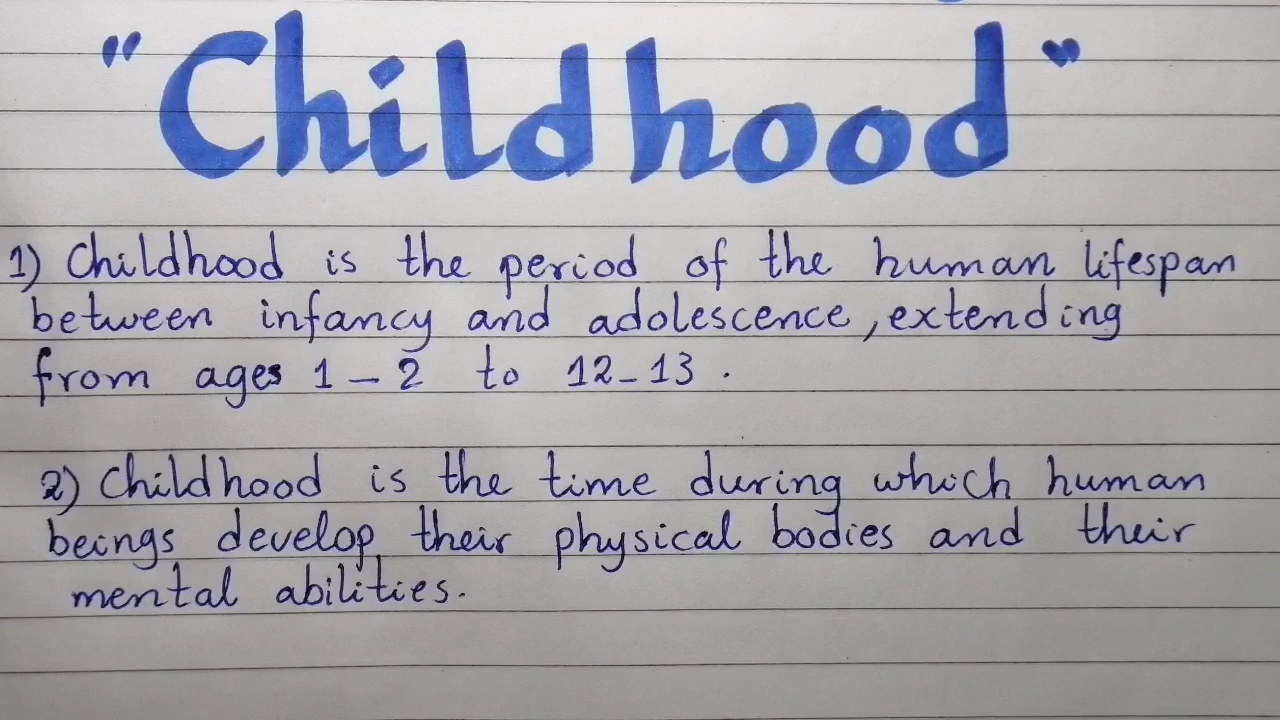 "Childhood"
1) Childhood is the period of the human lifespan
between infancy and adolescence, extending
from ages 1 - 2 to 12-13.
2) Childhood is the time during which human
beings develop their physical bodies and their
mental abilities.